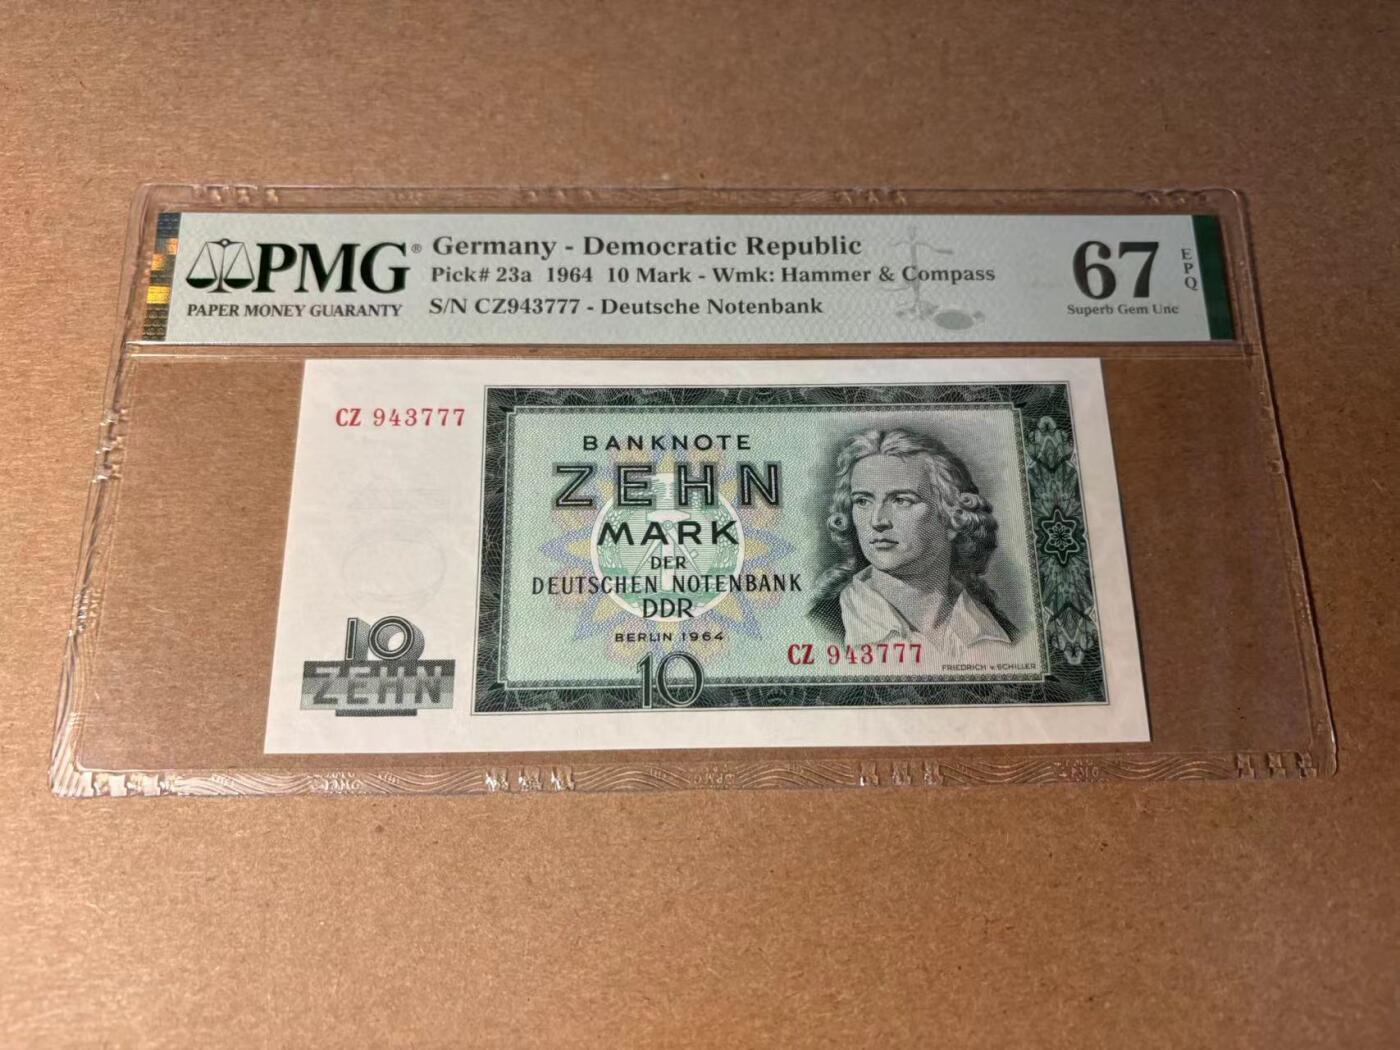 PMG®
PAPER MONEY GUARANTY
Germany - Democratic Republic
Pick# 23a 1964 10 Mark - Wmk: Hammer & Compass
S/N CZ943777 - Deutsche Notenbank
67
EPQ
Superb Gem Unc
CZ 943777
BANKNOTE
ZEHN
MARK
DER
DEUTSCHEN NOTENBANK
DDR
BERLIN 1964
10
CZ 943777
FRIEDRICH v. SCHILLER
10
ZEHN